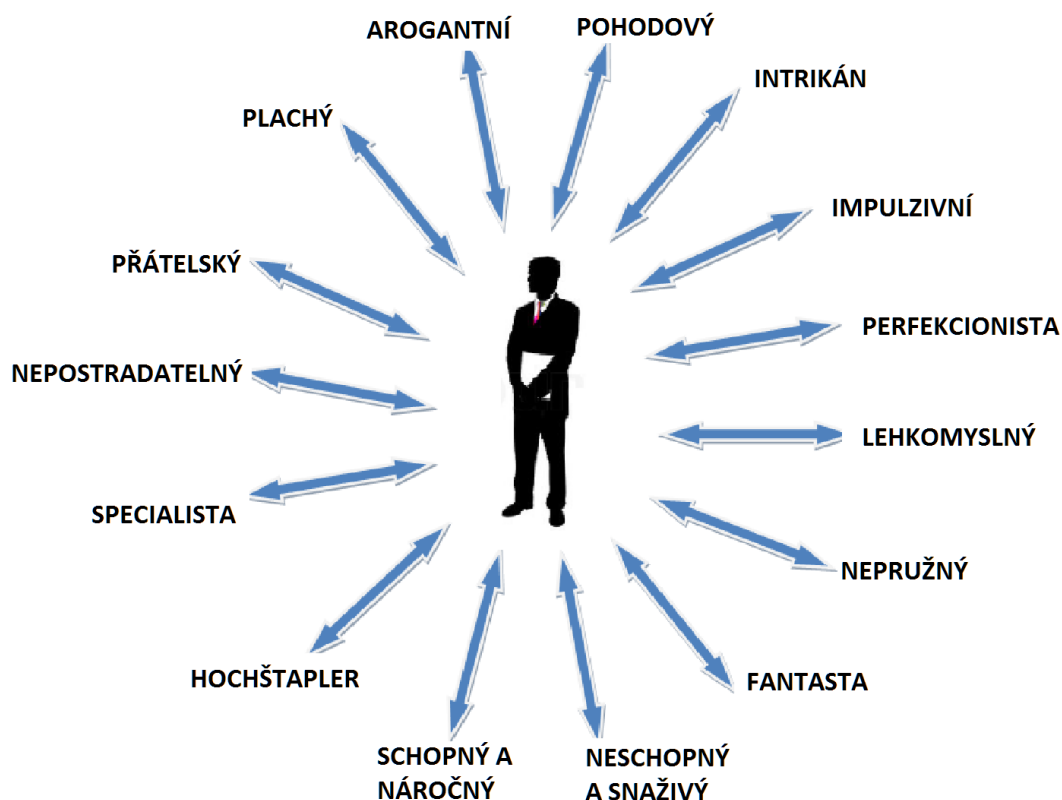 AROGANTNÍ
POHODOVÝ
INTRIKÁN
PLACHÝ
IMPULZIVNÍ
PŘÁTELSKÝ
PERFEKCIONISTA
NEPOSTRADATELNÝ
LEHKOMYSLNÝ
SPECIALISTA
NEPRUŽNÝ
HOCHŠTAPLER
FANTASTA
SCHOPNÝ A
NÁROČNÝ
NESCHOPNÝ
A SNAŽIVÝ